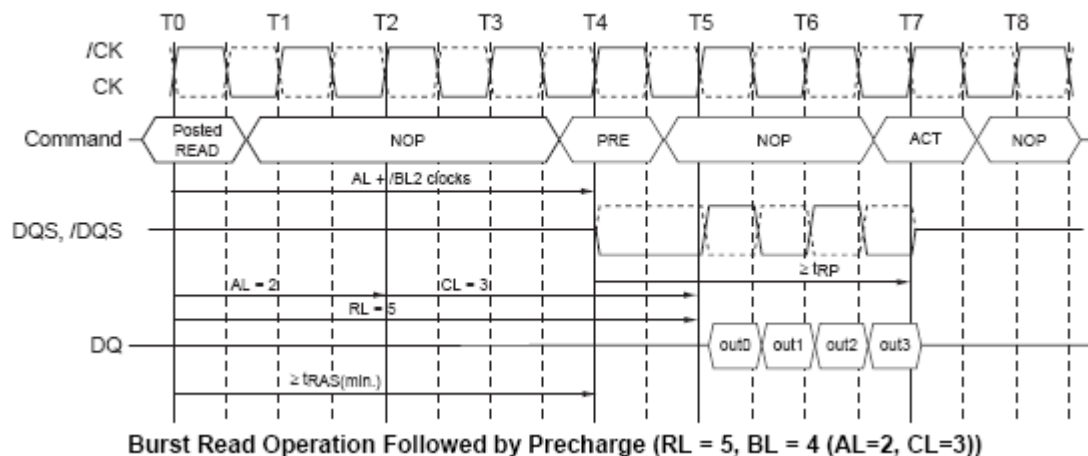 T0 T1 T2 T3 T4 T5 T6 T7 T8
/CK
CK
Command Posted READ NOP PRE NOP ACT NOP
AL + /BL2 clocks
DQS, /DQS
≥ tRP
AL = 2 CL = 3
RL = 5
DQ out0 out1 out2 out3
≥ tRAS(min.)
Burst Read Operation Followed by Precharge (RL = 5, BL = 4 (AL=2, CL=3))